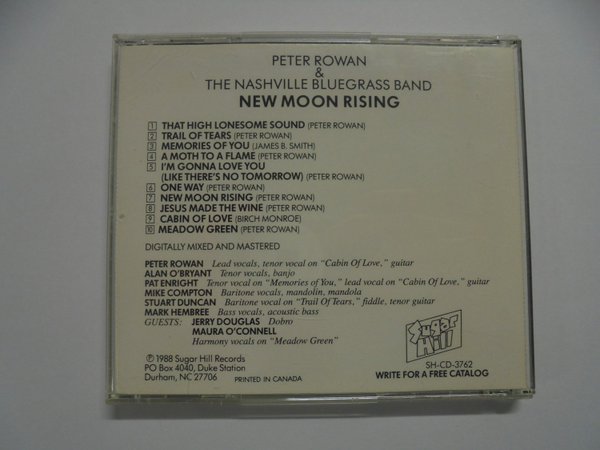 PETER ROWAN
&
THE NASHVILLE BLUEGRASS BAND
NEW MOON RISING
1 THAT HIGH LONESOME SOUND (PETER ROWAN)
2 TRAIL OF TEARS (PETER ROWAN)
3 MEMORIES OF YOU (JAMES B. SMITH)
4 A MOTH TO A FLAME (PETER ROWAN)
5 I'M GONNA LOVE YOU
(LIKE THERE'S NO TOMORROW) (PETER ROWAN)
6 ONE WAY (PETER ROWAN)
7 NEW MOON RISING (PETER ROWAN)
8 JESUS MADE THE WINE (PETER ROWAN)
9 CABIN OF LOVE (BIRCH MONROE)
10 MEADOW GREEN (PETER ROWAN)
DIGITALLY MIXED AND MASTERED
PETER ROWAN Lead vocals, tenor vocal on "Cabin Of Love," guitar
ALAN O'BRYANT Tenor vocals, banjo
PAT ENRIGHT Tenor vocal on "Memories of You," lead vocal on "Cabin Of Love," guitar
MIKE COMPTON Baritone vocals, mandolin, mandola
STUART DUNCAN Baritone vocal on "Trail Of Tears," fiddle, tenor guitar
MARK HEMBREE Bass vocals, acoustic bass
GUESTS: JERRY DOUGLAS Dobro
MAURA O'CONNELL
Harmony vocals on "Meadow Green"
Sugar
Hill
℗ 1988 Sugar Hill Records
PO Box 4040, Duke Station
Durham, NC 27706 PRINTED IN CANADA
SH-CD-3762
WRITE FOR A FREE CATALOG